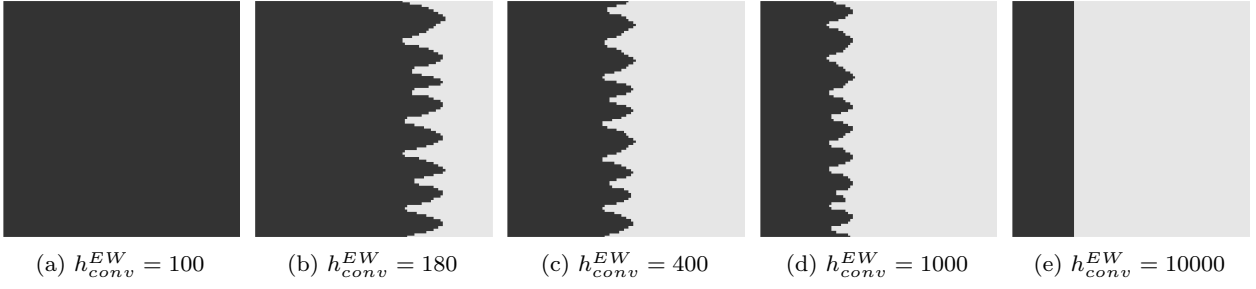 (a) $h_{conv}^{EW} = 100$ (b) $h_{conv}^{EW} = 180$ (c) $h_{conv}^{EW} = 400$ (d) $h_{conv}^{EW} = 1000$ (e) $h_{conv}^{EW} = 10000$